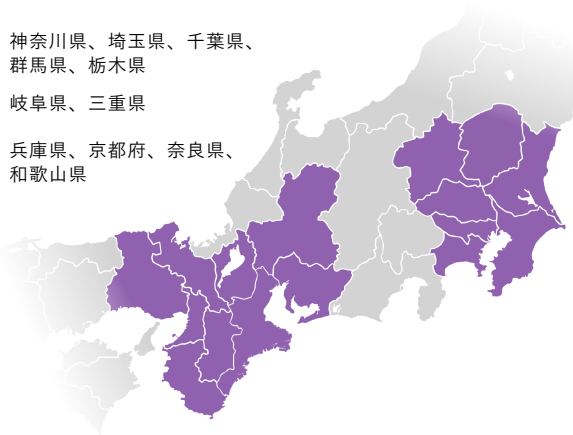 神奈川県、埼玉県、千葉県、
群馬県、栃木県
岐阜県、三重県
兵庫県、京都府、奈良県、
和歌山県